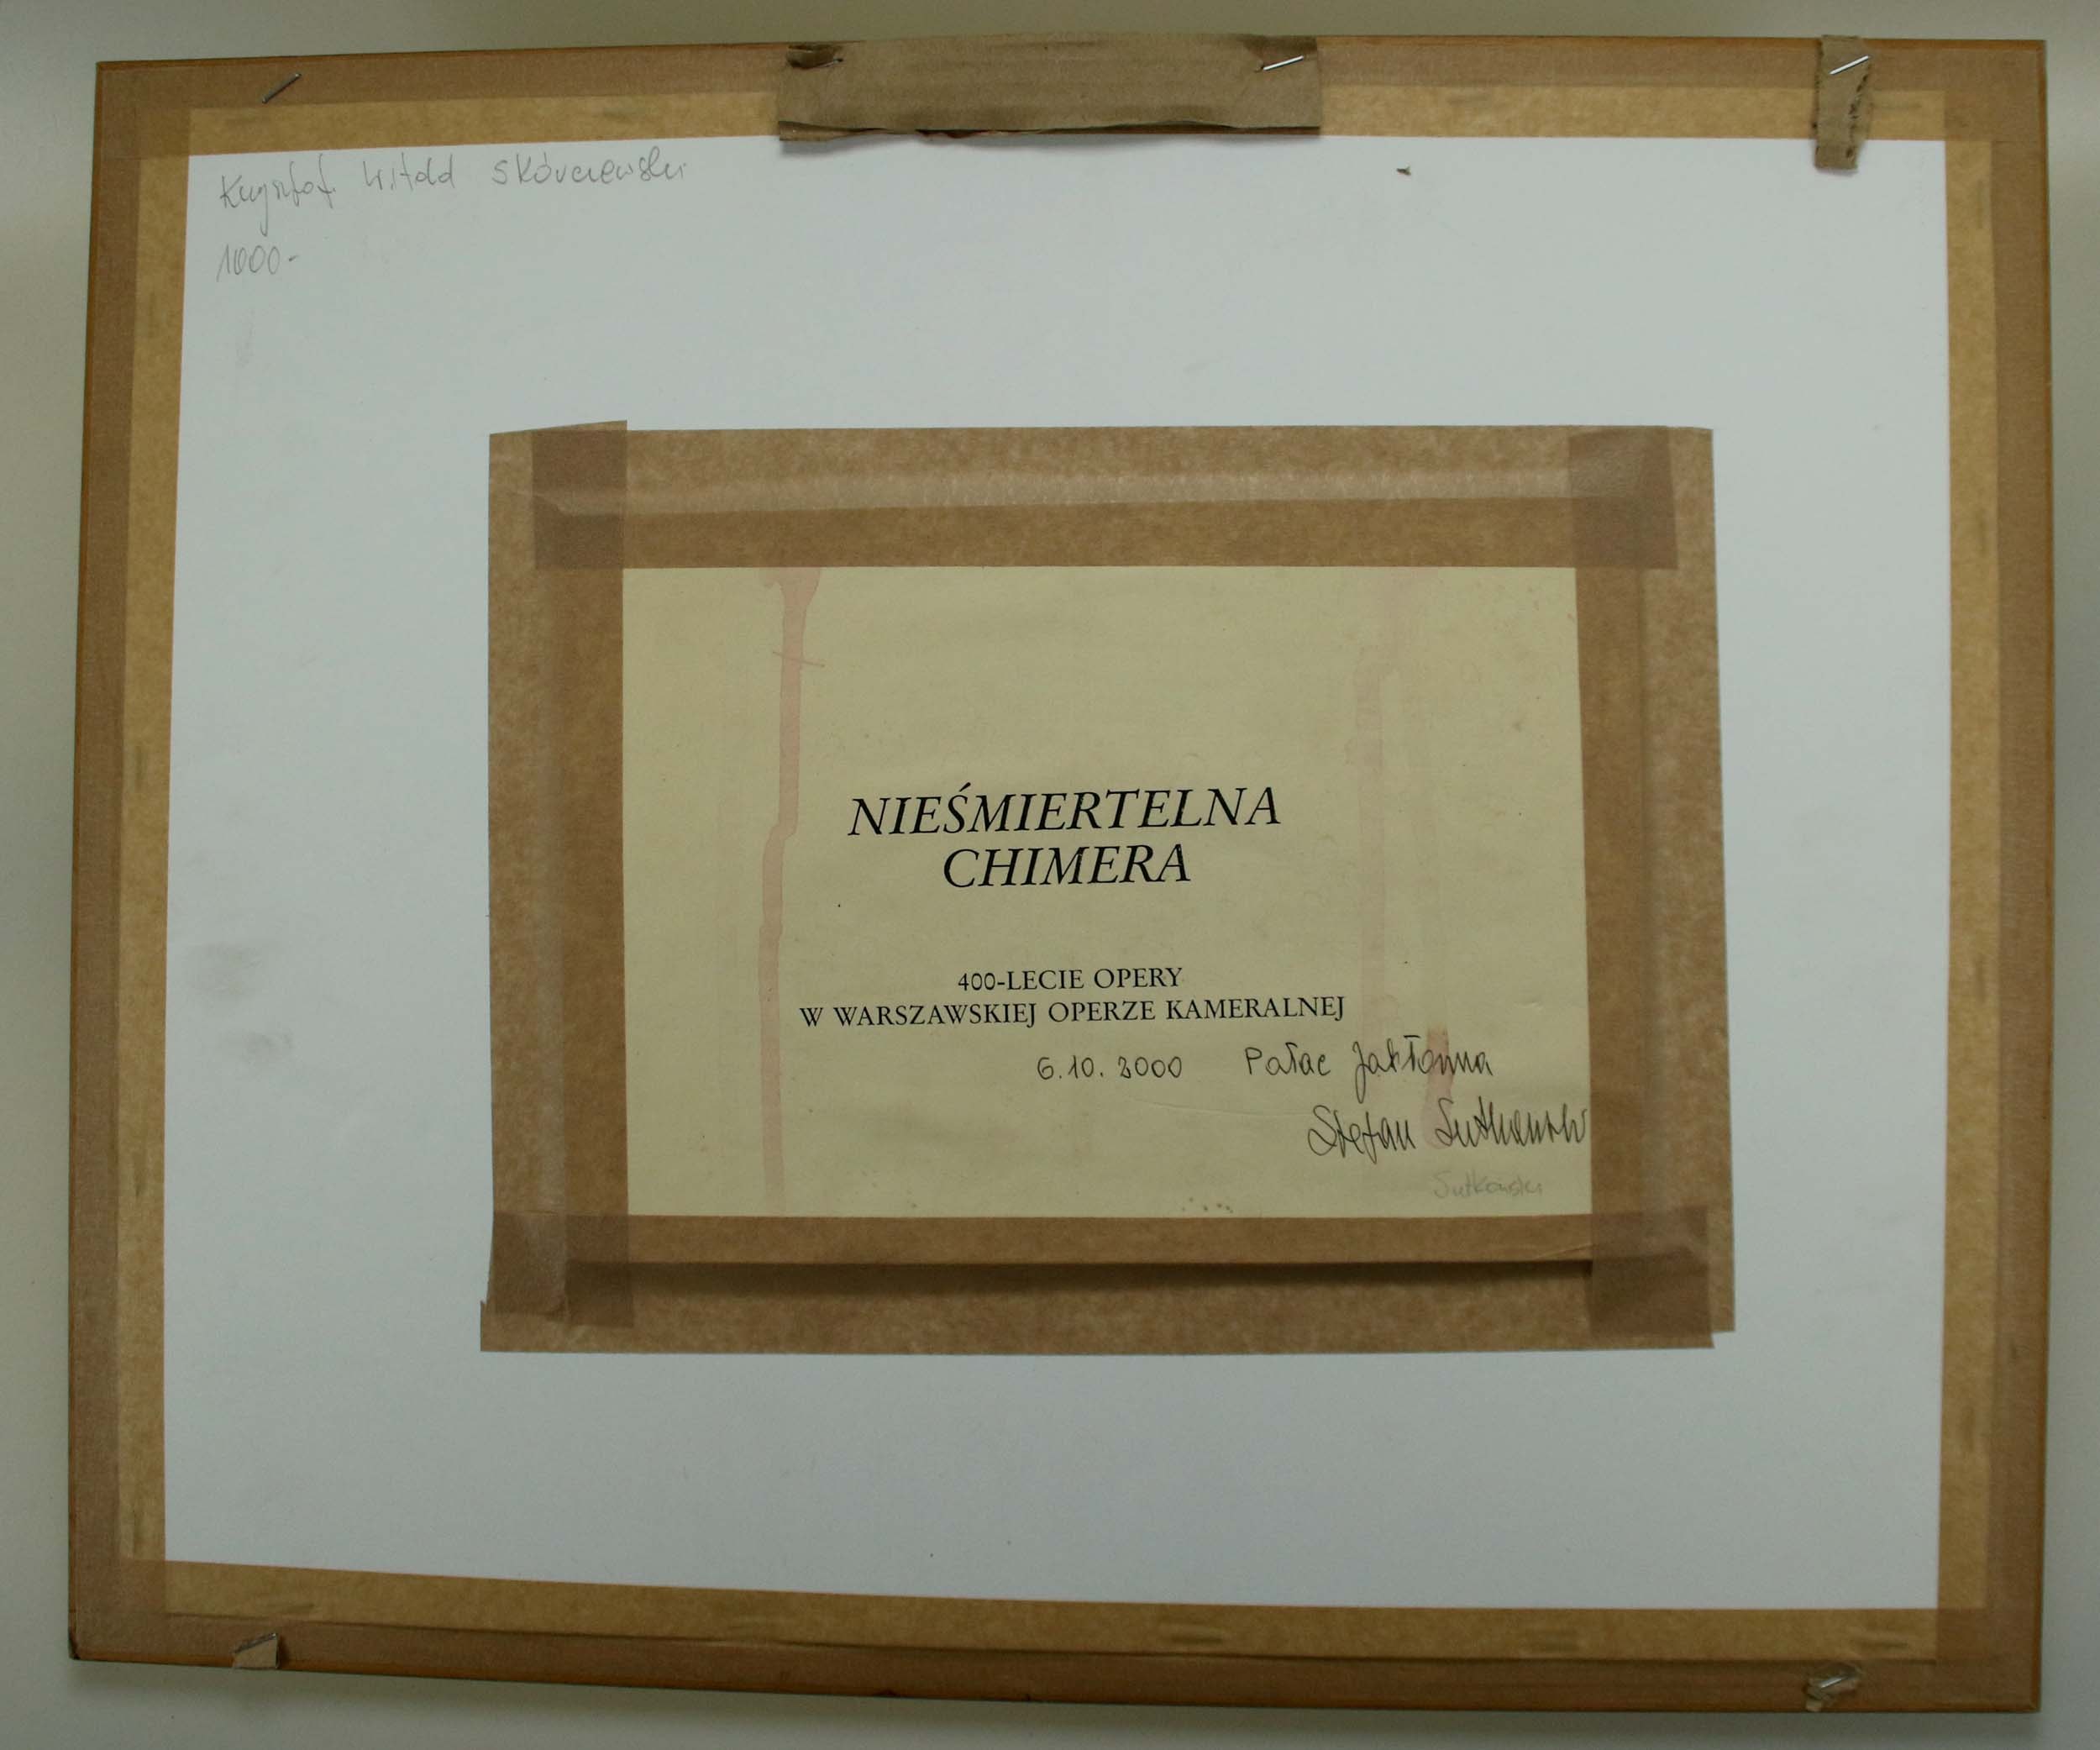 Krzysztof Witold Skórczewski
1000-
NIEŚMIERTELNA
CHIMERA
400-LECIE OPERY
W WARSZAWSKIEJ OPERZE KAMERALNEJ
6.10.2000 Pałac Jabłonna
Stefan Sutkowski
Sutkowski